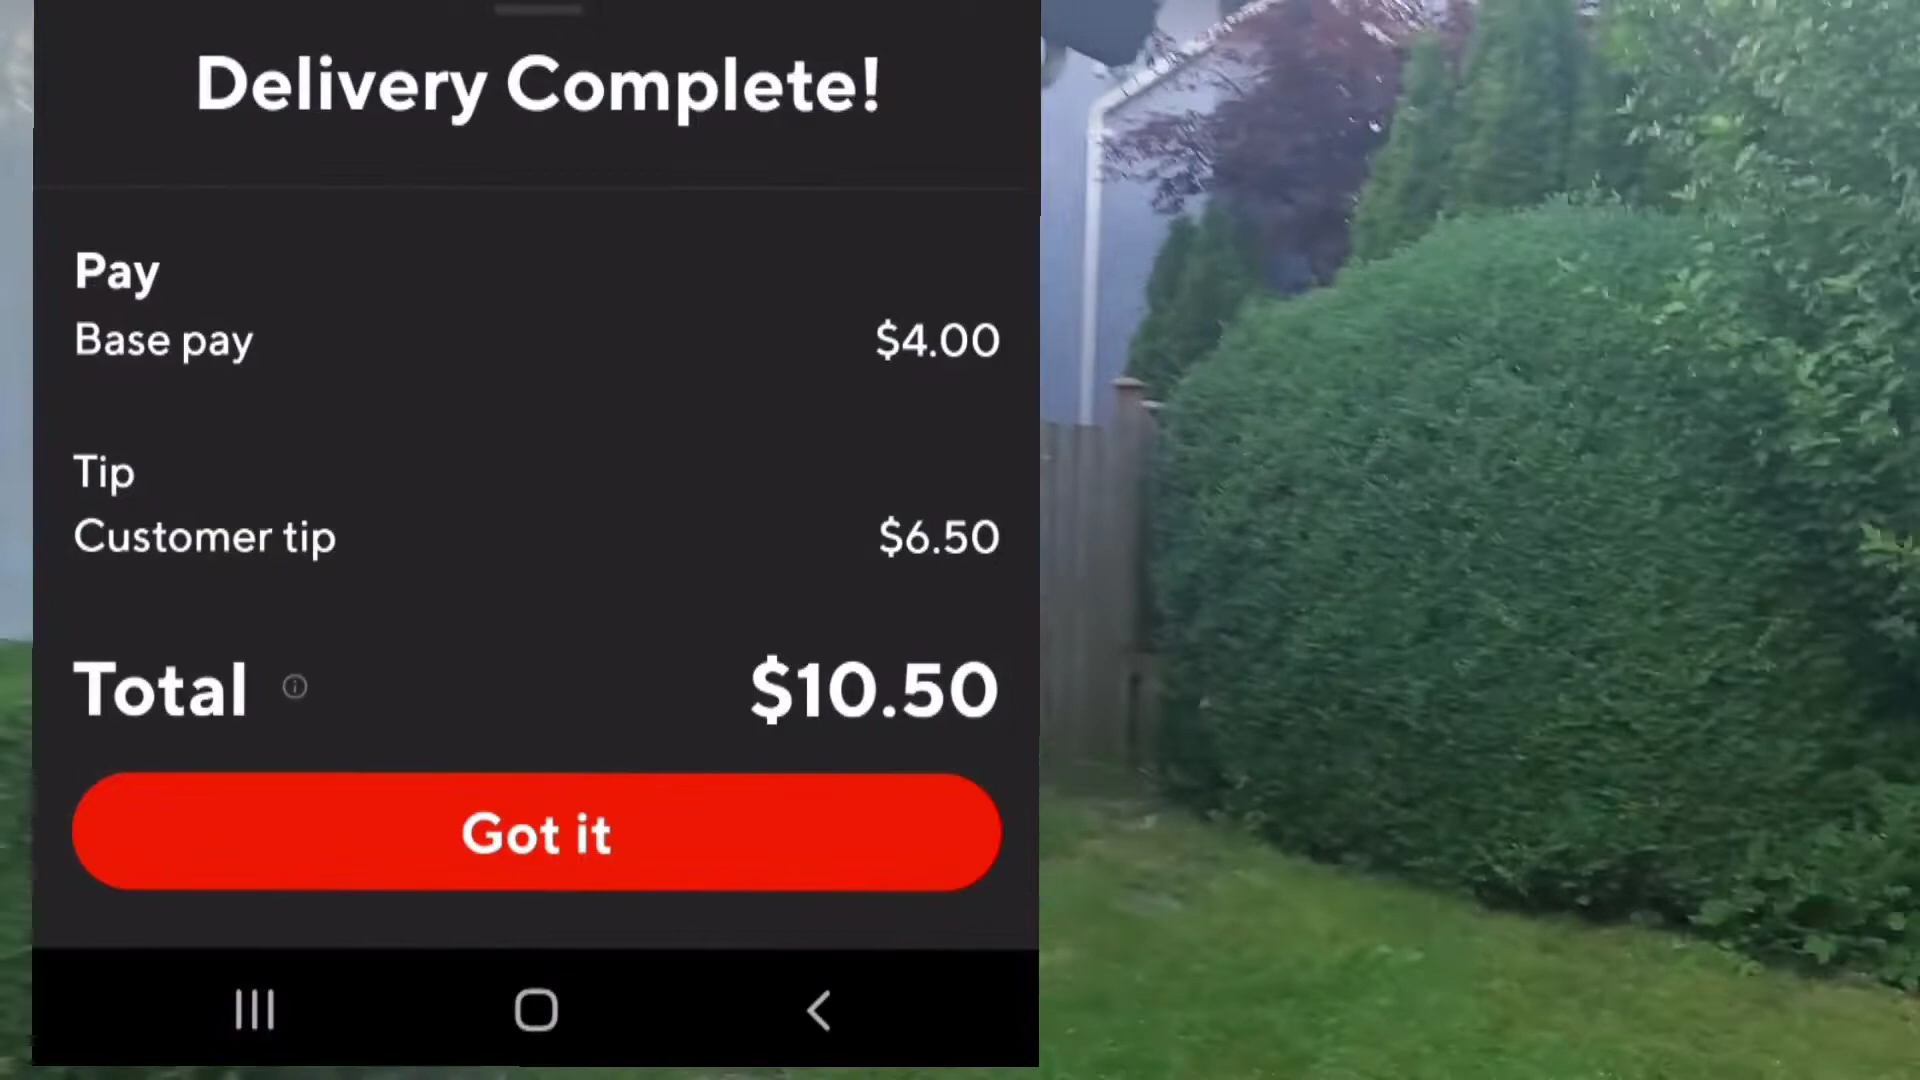 Delivery Complete!
Pay
Base pay $4.00
Tip
Customer tip $6.50
Total $10.50
Got it